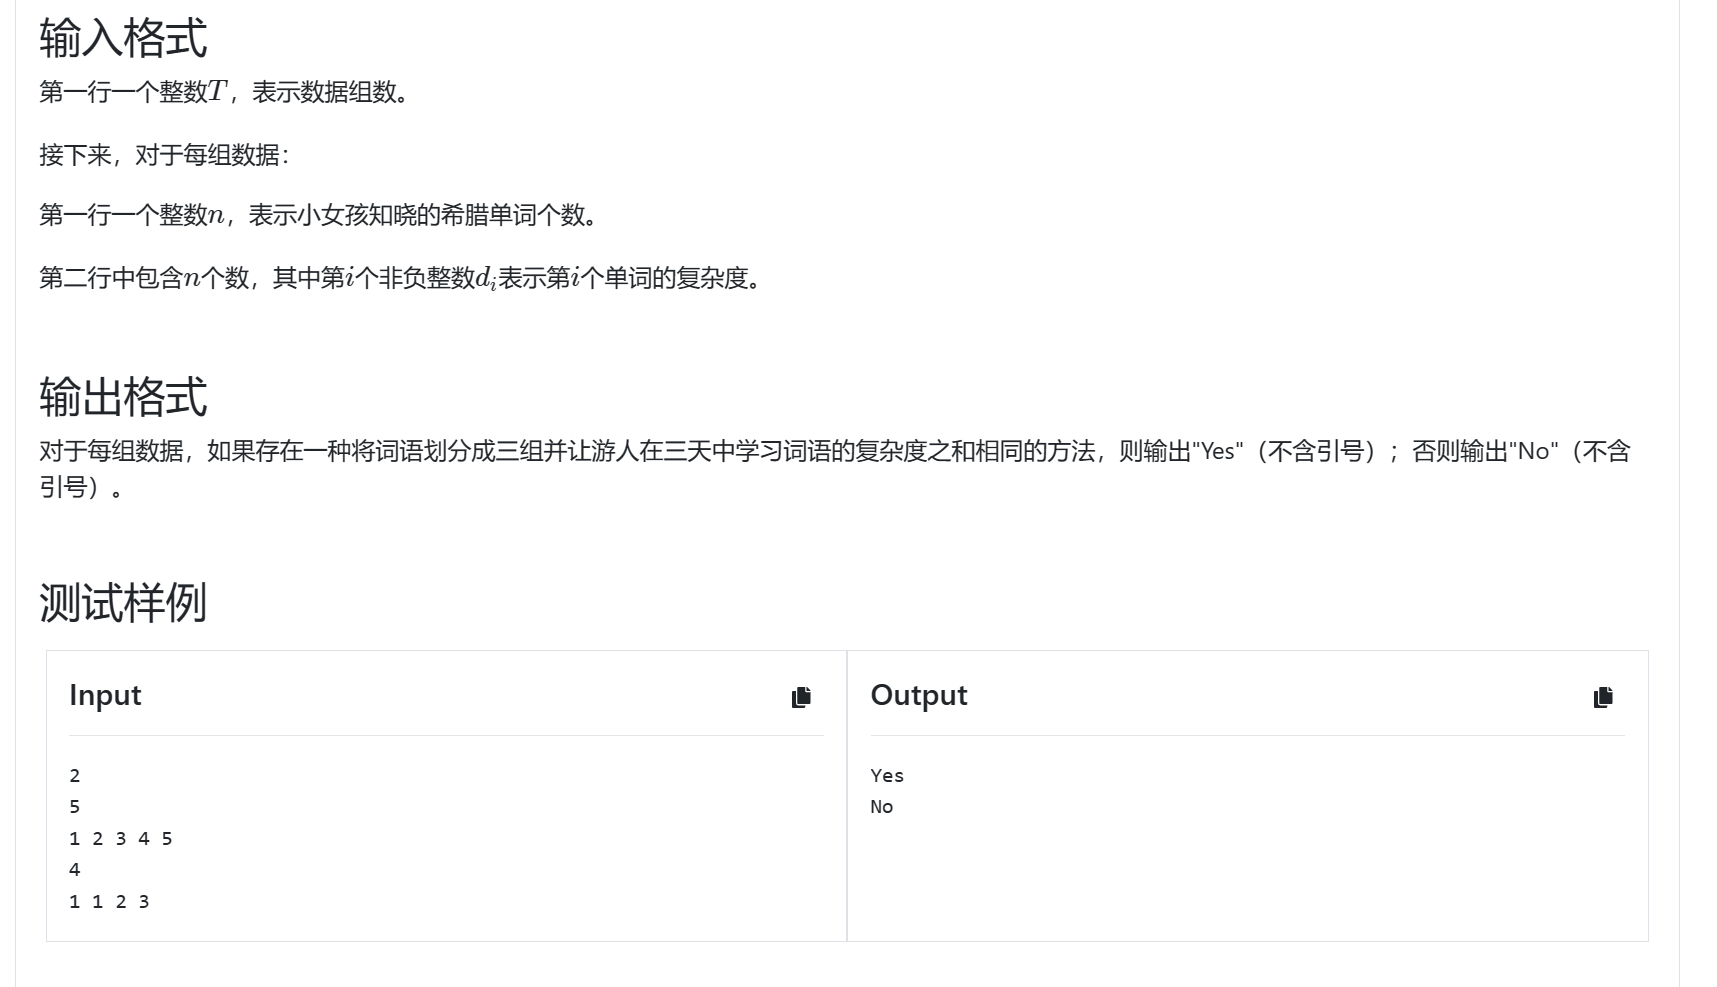 输入格式
第一行一个整数T，表示数据组数。
接下来，对于每组数据：
第一行一个整数n，表示小女孩知晓的希腊单词个数。
第二行中包含n个数，其中第i个非负整数d_i表示第i个单词的复杂度。
输出格式
对于每组数据，如果存在一种将词语划分成三组并让游人在三天中学习词语的复杂度之和相同的方法，则输出"Yes"（不含引号）；否则输出"No"（不含
引号）。
测试样例
Input
2
5
1 2 3 4 5
4
1 1 2 3
Output
Yes
No